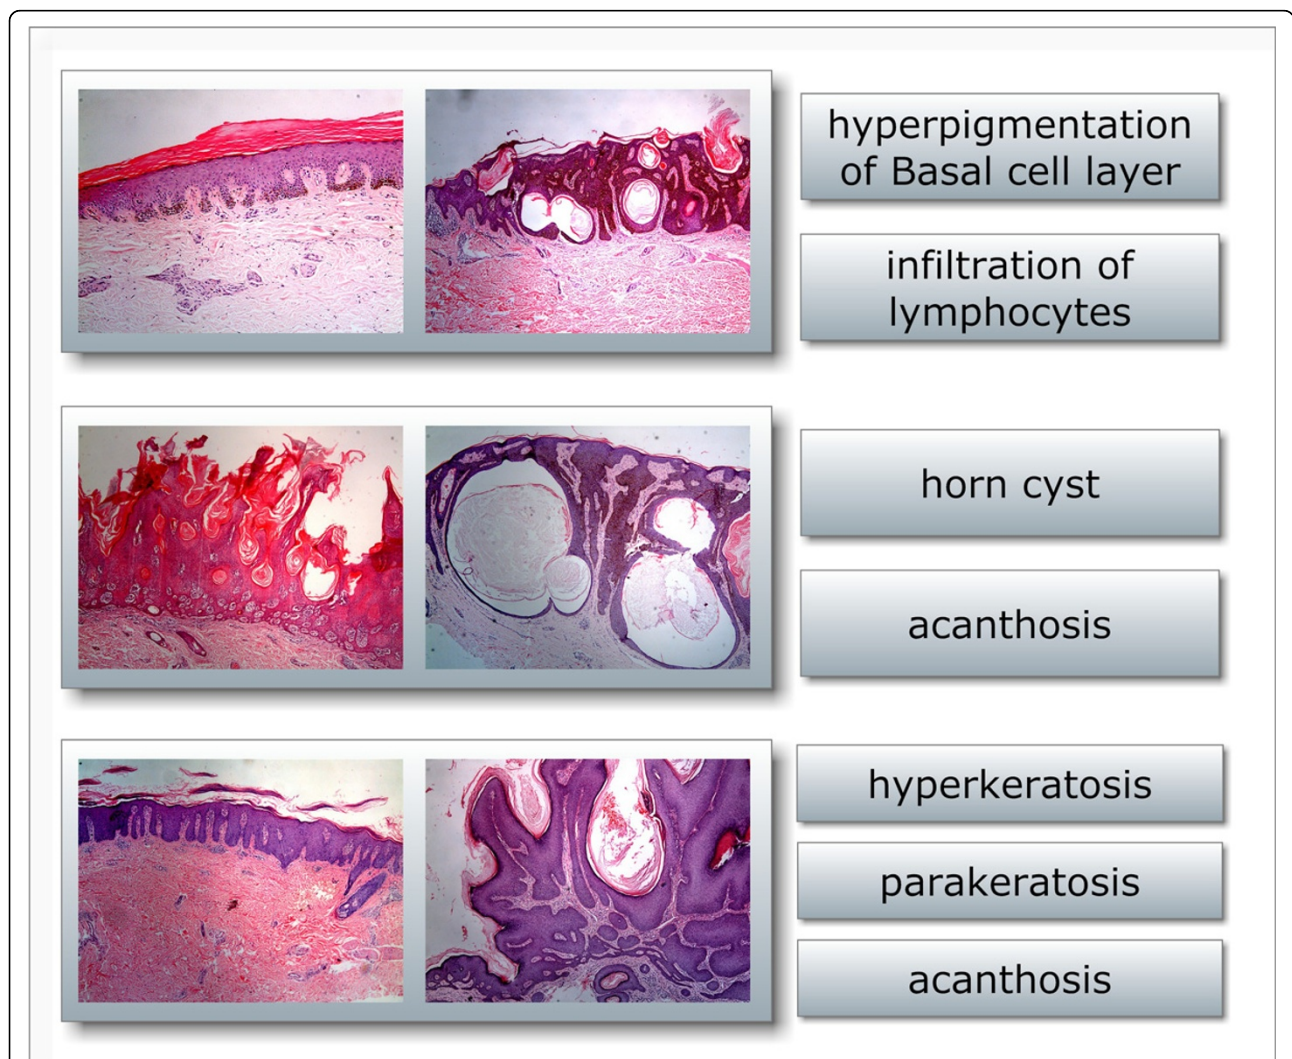 hyperpigmentation
of Basal cell layer
infiltration of
lymphocytes
horn cyst
acanthosis
hyperkeratosis
parakeratosis
acanthosis